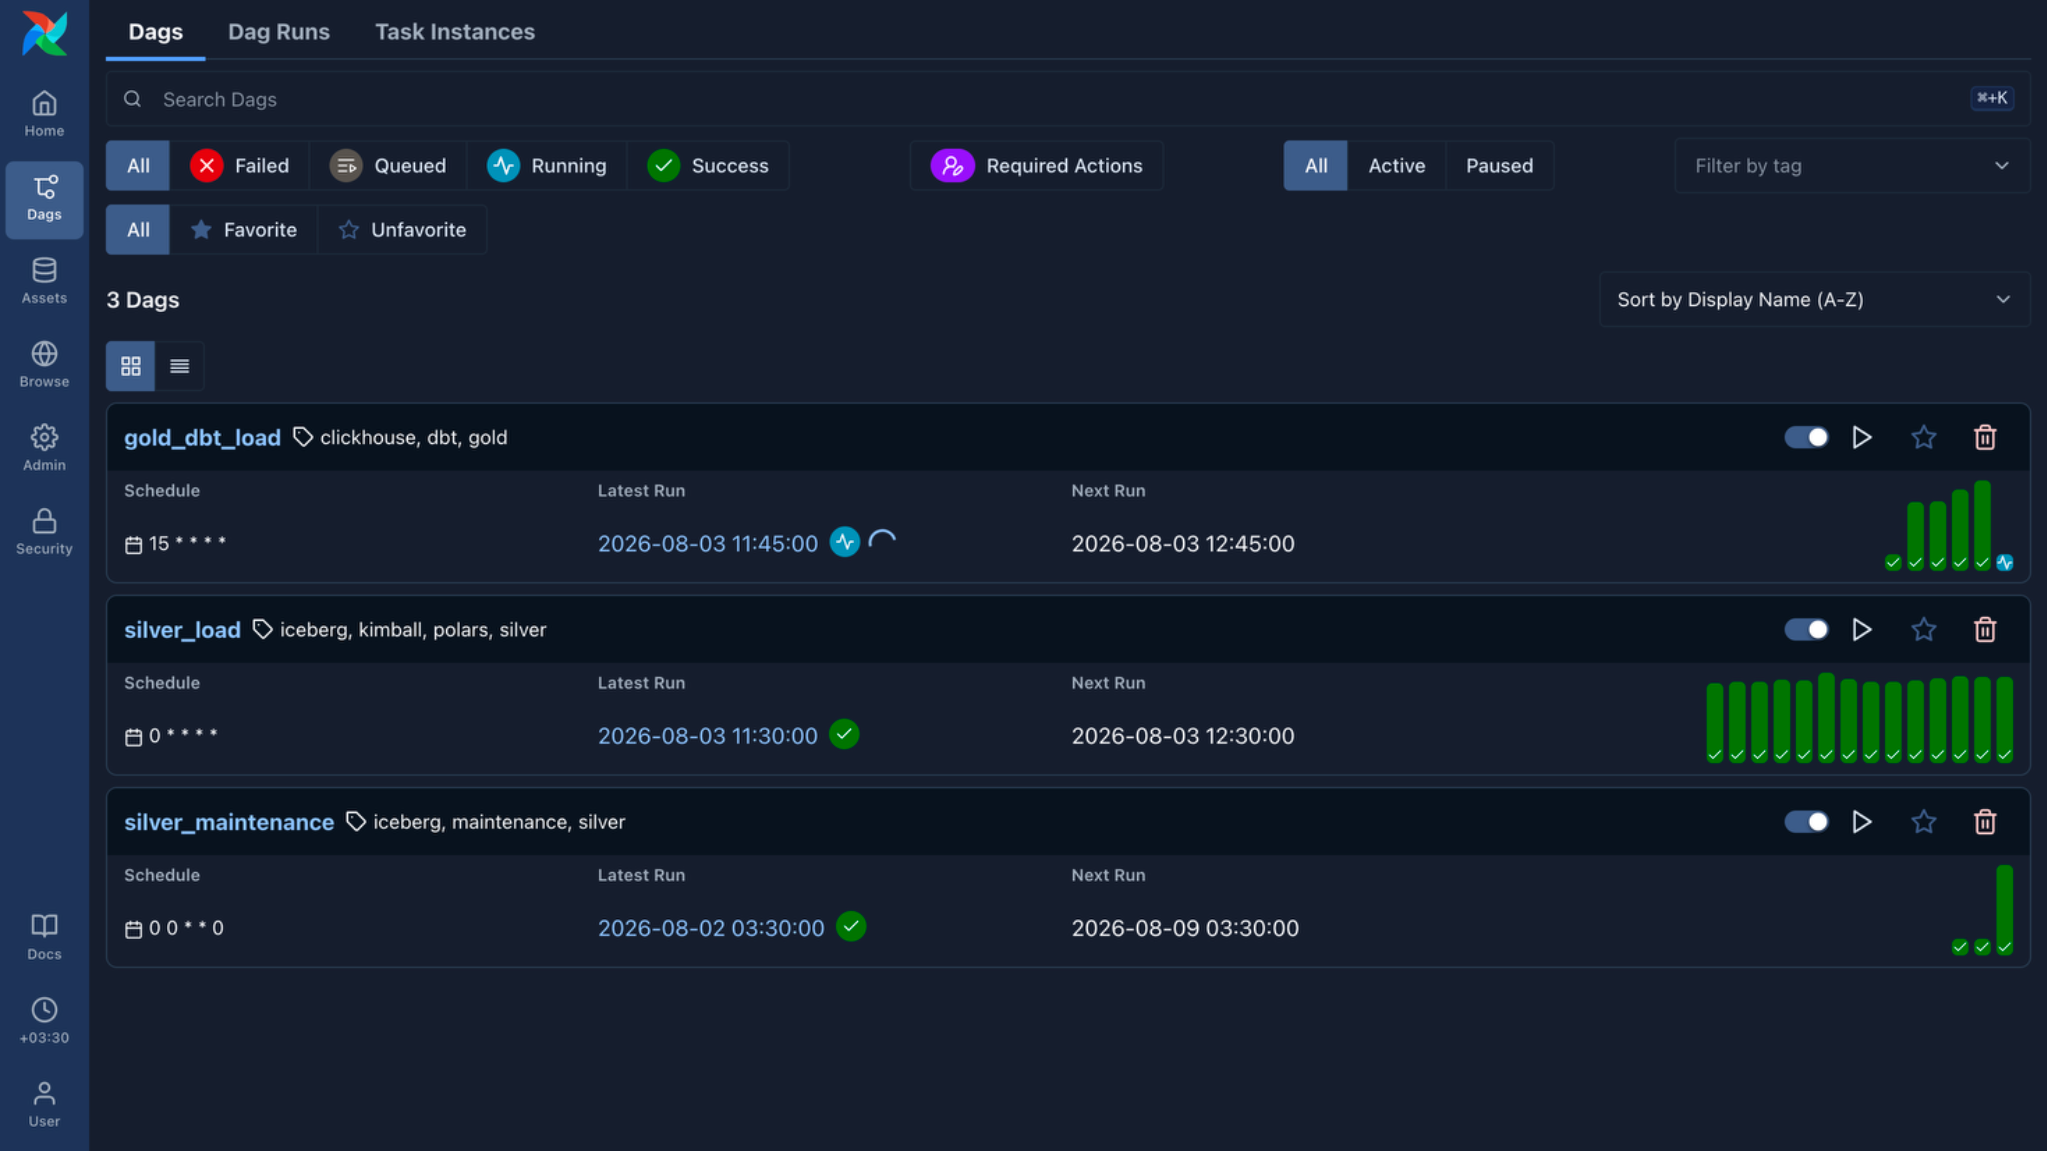 Dags Dag Runs Task Instances
Search Dags ⌘+K
All Failed Queued Running Success Required Actions All Active Paused Filter by tag
All Favorite Unfavorite
3 Dags Sort by Display Name (A-Z)
gold_dbt_load clickhouse, dbt, gold
Schedule Latest Run Next Run
15 * * * * 2026-08-03 11:45:00 2026-08-03 12:45:00
silver_load iceberg, kimball, polars, silver
Schedule Latest Run Next Run
0 * * * * 2026-08-03 11:30:00 2026-08-03 12:30:00
silver_maintenance iceberg, maintenance, silver
Schedule Latest Run Next Run
0 0 * * 0 2026-08-02 03:30:00 2026-08-09 03:30:00
Home
Dags
Assets
Browse
Admin
Security
Docs
+03:30
User